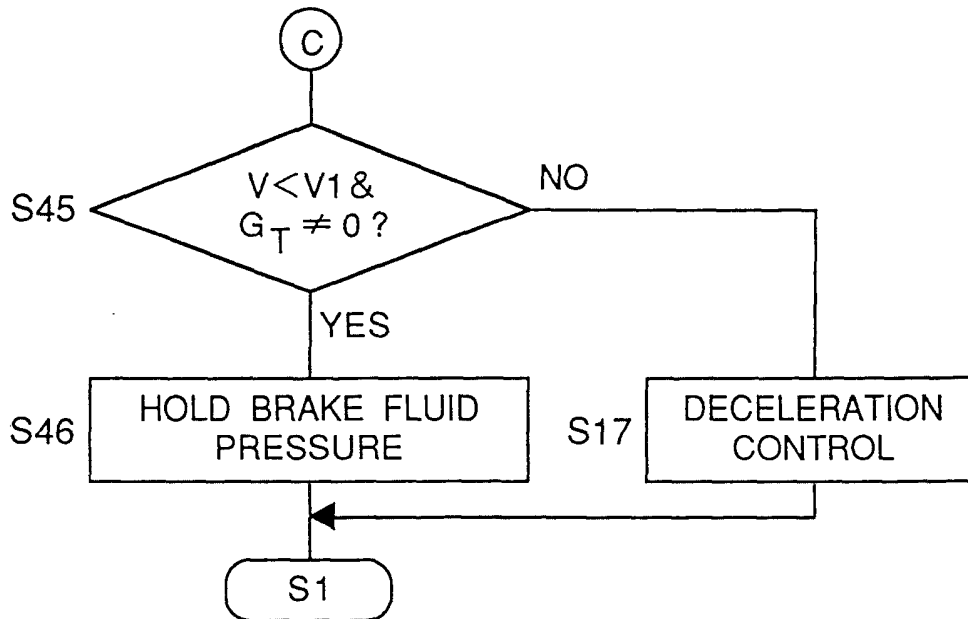 C
S45
V<V1&
G_T ≠ 0 ?
NO
YES
S46
HOLD BRAKE FLUID
PRESSURE
S17
DECELERATION
CONTROL
S1